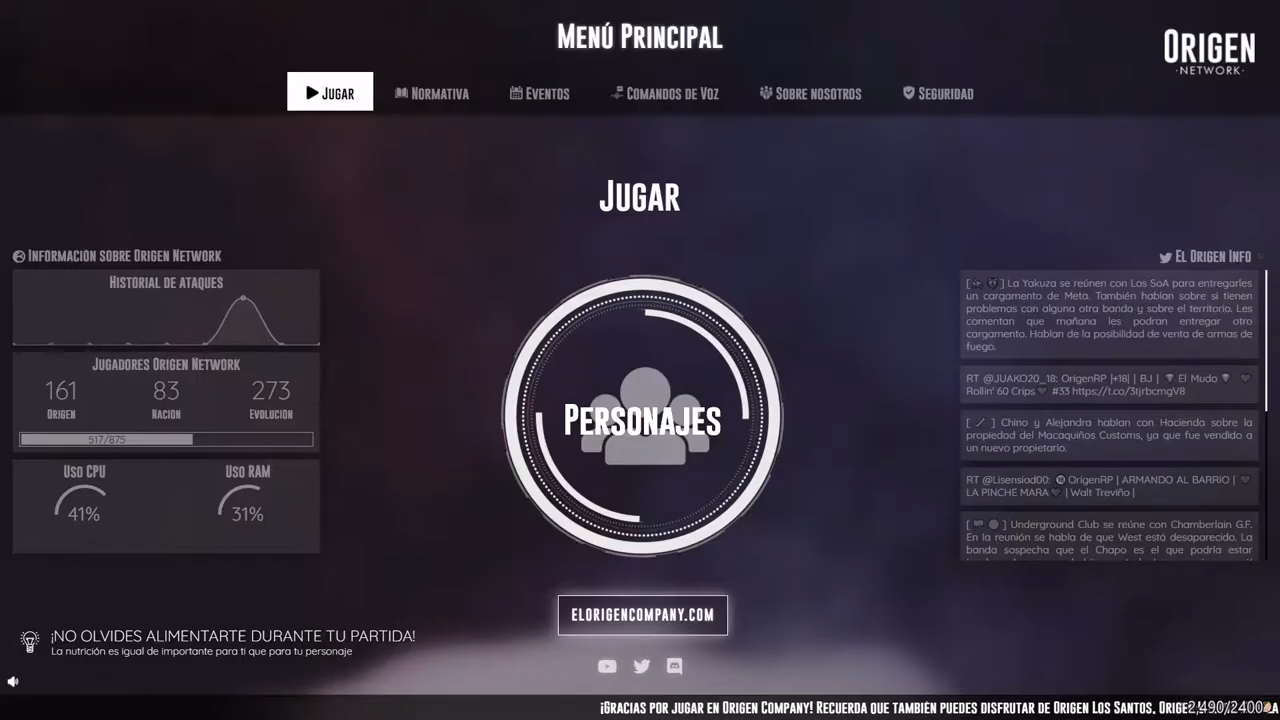 MENÚ PRINCIPAL
ORIGEN
·NETWORK·
JUGAR
NORMATIVA
EVENTOS
COMANDOS DE VOZ
SOBRE NOSOTROS
SEGURIDAD
JUGAR
INFORMACIÓN SOBRE ORIGEN NETWORK
HISTORIAL DE ATAQUES
JUGADORES ORIGEN NETWORK
161
83
273
ORIGEN
NACIÓN
EVOLUCIÓN
517/875
USO CPU
USO RAM
41%
31%
PERSONAJES
ELORIGENCOMPANY.COM
EL ORIGEN INFO
[ ] La Yakuza se reúnen con Los SoA para entregarles
un cargamento de Meta. También hablan sobre si tienen
problemas con alguna otra banda y sobre el territorio. Les
comentan que mañana les podran entregar otro
cargamento. Hablan de la posibilidad de venta de armas de
fuego.
RT @JUAKO20_18: OrigenRP |+18| | BJ | El Mudo
Rollin' 60 Crips #33 https://t.co/3tjrbcmgV8
[ ] Chino y Alejandra hablan con Hacienda sobre la
propiedad del Macaquiños Customs, ya que fue vendido a
un nuevo propietario.
RT @Lisensiad00: OrigenRP | ARMANDO AL BARRIO |
LA PINCHE MARA | Walt Treviño |
[ ] Underground Club se reúne con Chamberlain G.F.
En la reunión se habla de que West está desaparecido. La
banda sospecha que el Chapo es el que podría estar
¡NO OLVIDES ALIMENTARTE DURANTE TU PARTIDA!
La nutrición es igual de importante para ti que para tu personaje
¡GRACIAS POR JUGAR EN ORIGEN COMPANY! RECUERDA QUE TAMBIÉN PUEDES DISFRUTAR DE ORIGEN LOS SANTOS, ORIGE
2,490/2400